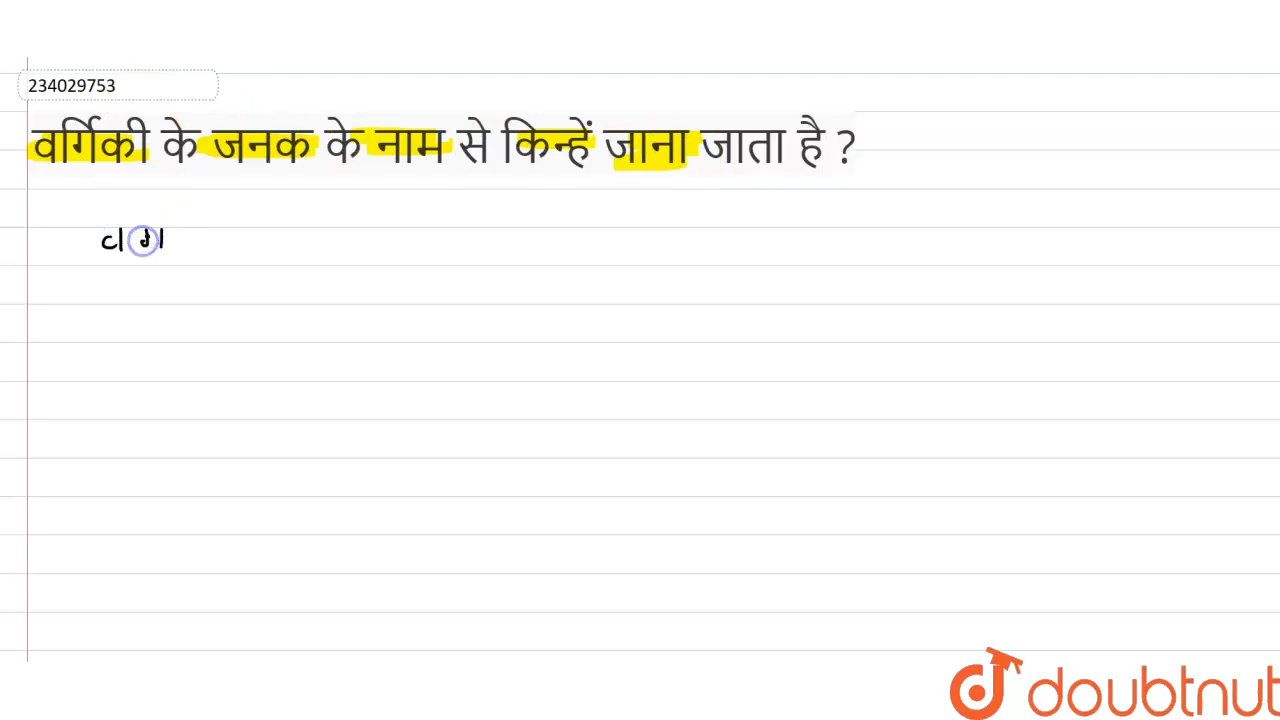 234029753
वर्गिकी के जनक के नाम से किन्हें जाना जाता है ?
doubtnut